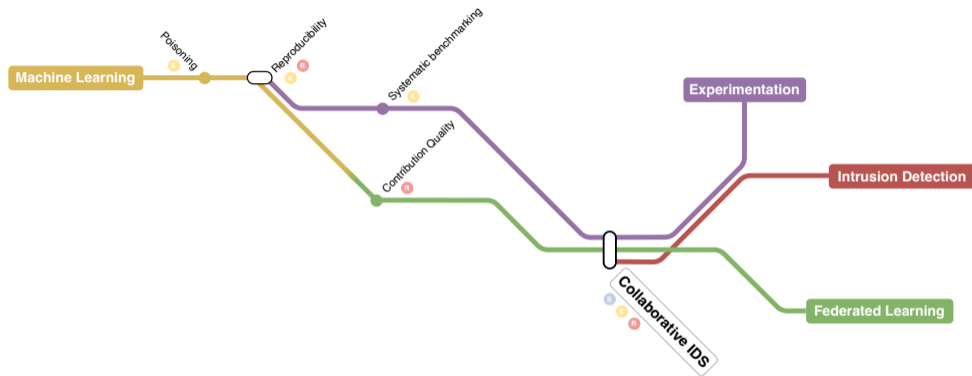 Machine Learning
Poisoning
Reproducibility
R
Systematic benchmarking
Contribution Quality
R
Experimentation
Intrusion Detection
Collaborative IDS
R
Federated Learning